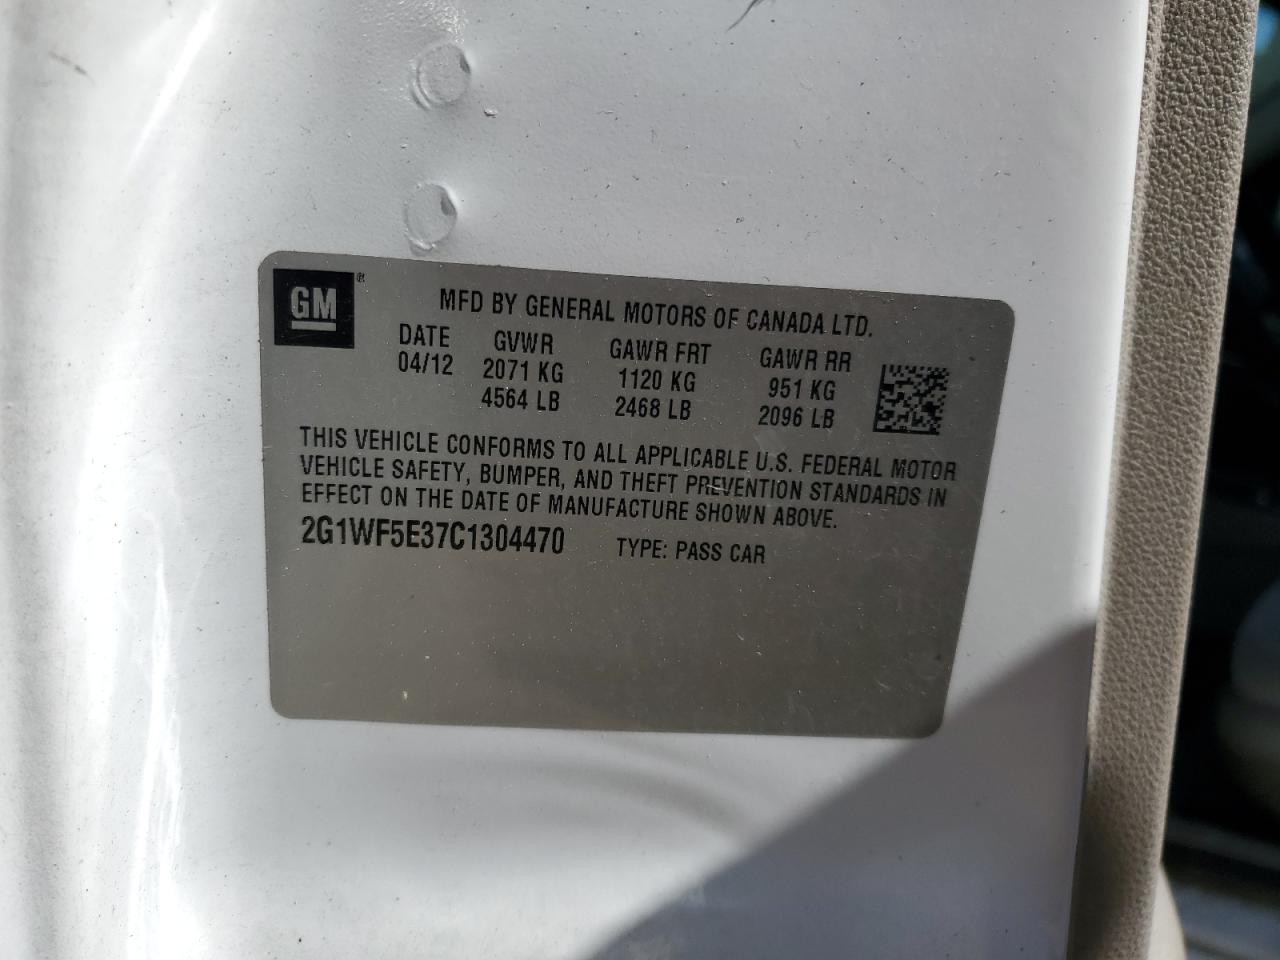 GM ®
MFD BY GENERAL MOTORS OF CANADA LTD.
DATE GVWR GAWR FRT GAWR RR
04/12 2071 KG 1120 KG 951 KG
4564 LB 2468 LB 2096 LB
THIS VEHICLE CONFORMS TO ALL APPLICABLE U.S. FEDERAL MOTOR
VEHICLE SAFETY, BUMPER, AND THEFT PREVENTION STANDARDS IN
EFFECT ON THE DATE OF MANUFACTURE SHOWN ABOVE.
2G1WF5E37C1304470 TYPE: PASS CAR